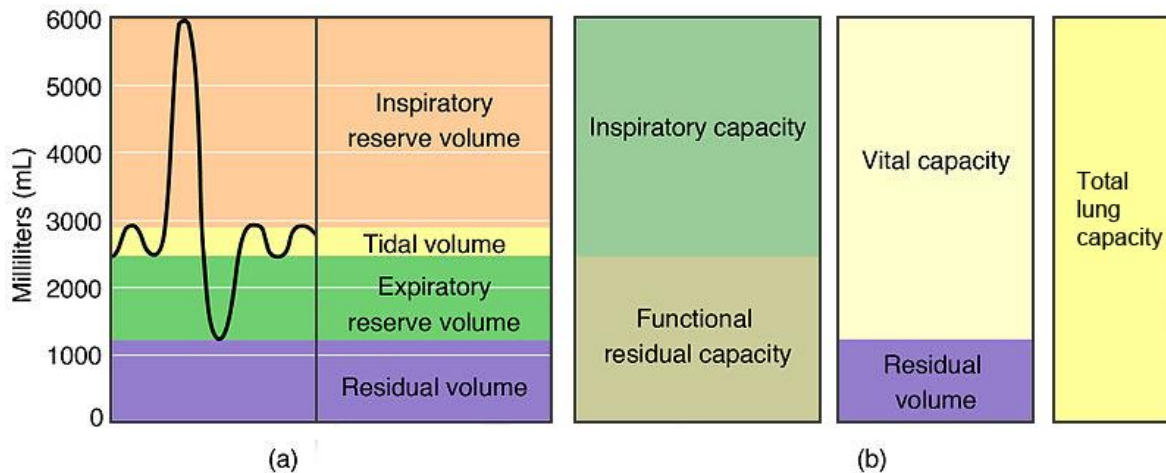 6000
5000
4000
3000
2000
1000
0
Milliliters (mL)
Inspiratory
reserve volume
Tidal volume
Expiratory
reserve volume
Residual volume
(a)
Inspiratory capacity
Functional
residual capacity
Vital capacity
Residual
volume
Total
lung
capacity
(b)